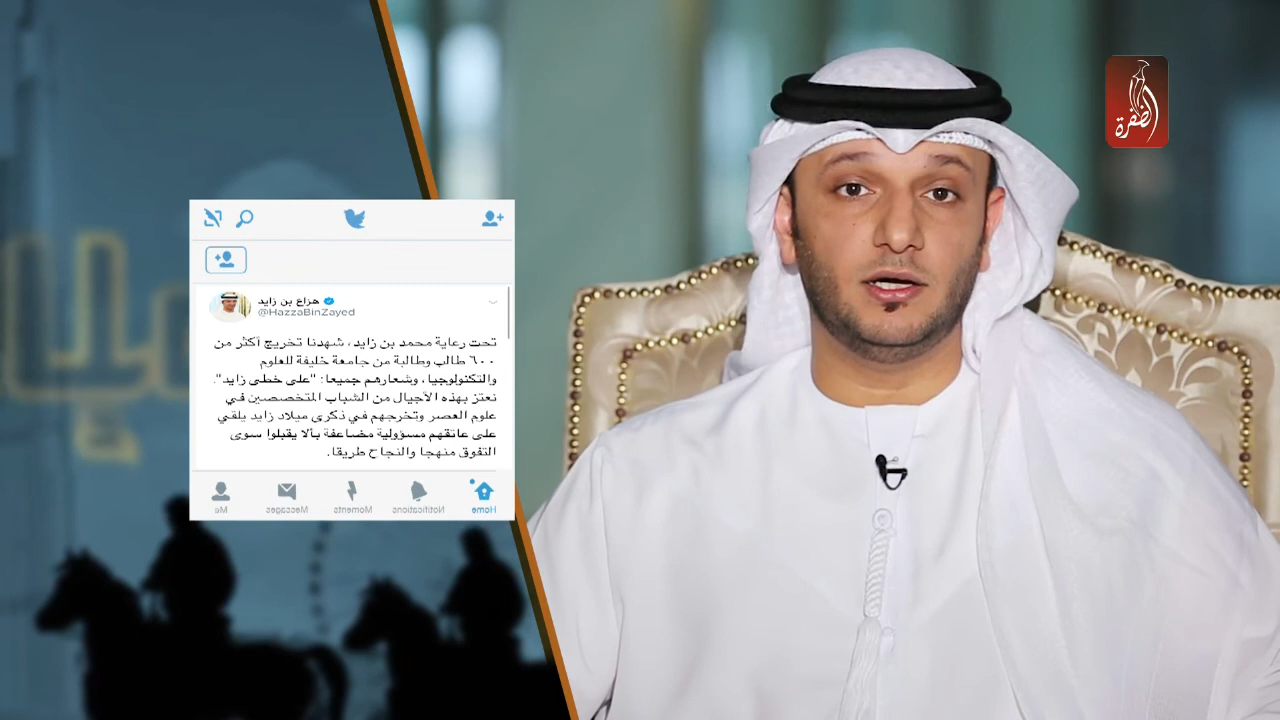 الظفرة
هزاع بن زايد
@HazzaBinZayed
تحت رعاية محمد بن زايد، شهدنا تخريج أكثر من
٦٠٠ طالب وطالبة من جامعة خليفة للعلوم
والتكنولوجيا، وشعارهم جميعا: "على خطى زايد".
نعتز بهذه الأجيال من الشباب المتخصصين في
علوم العصر وتخرجهم في ذكرى ميلاد زايد يلقي
على عاتقهم مسؤولية مضاعفة بألا يقبلوا سوى
التفوق منهجا والنجاح طريقا.
Home Notifications Moments Messages Me